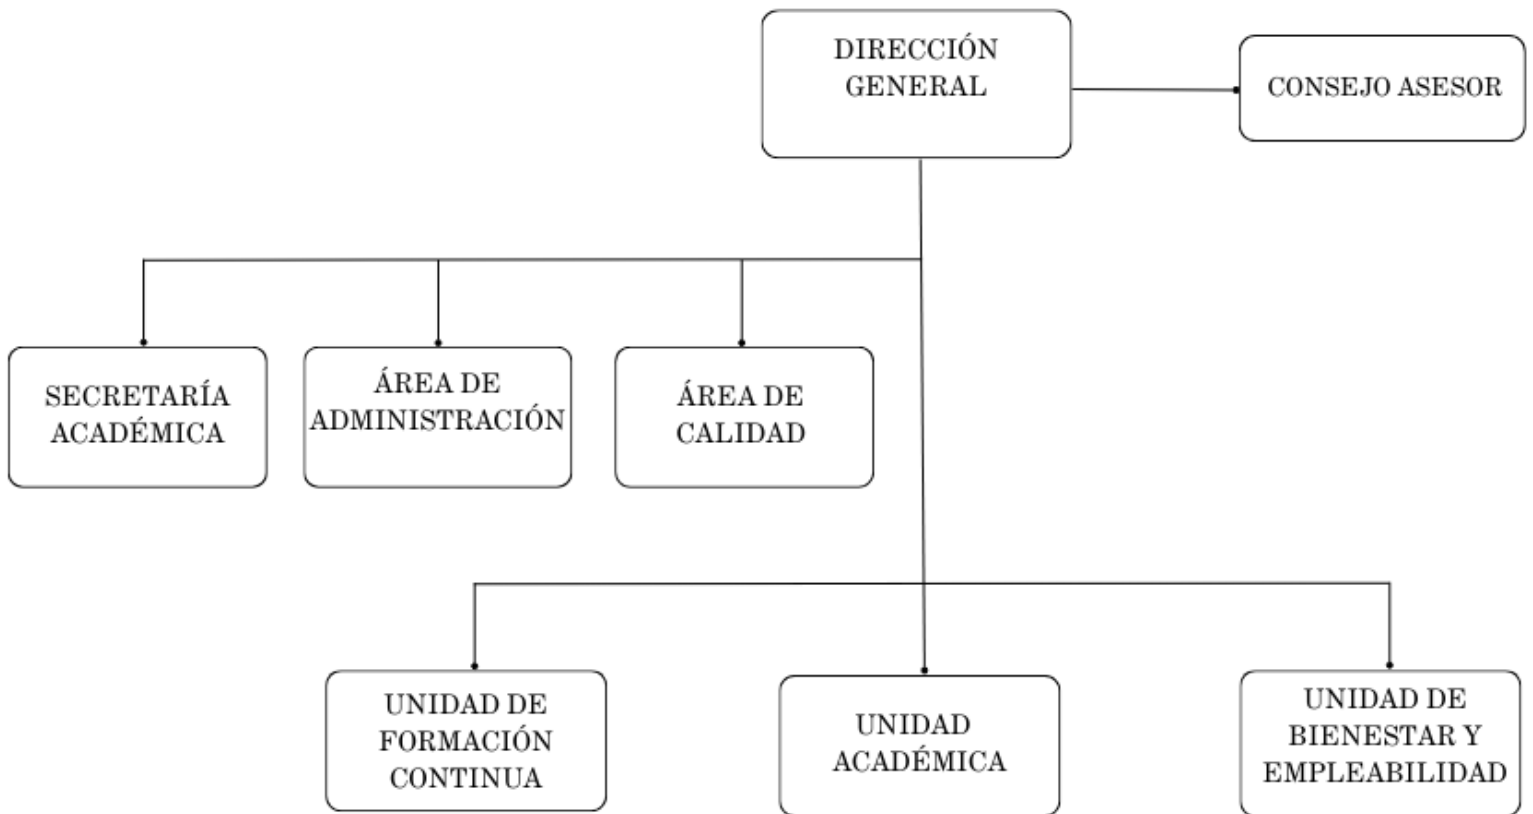 DIRECCIÓN
GENERAL
CONSEJO ASESOR
SECRETARÍA
ACADÉMICA
ÁREA DE
ADMINISTRACIÓN
ÁREA DE
CALIDAD
UNIDAD DE
FORMACIÓN
CONTINUA
UNIDAD
ACADÉMICA
UNIDAD DE
BIENESTAR Y
EMPLEABILIDAD